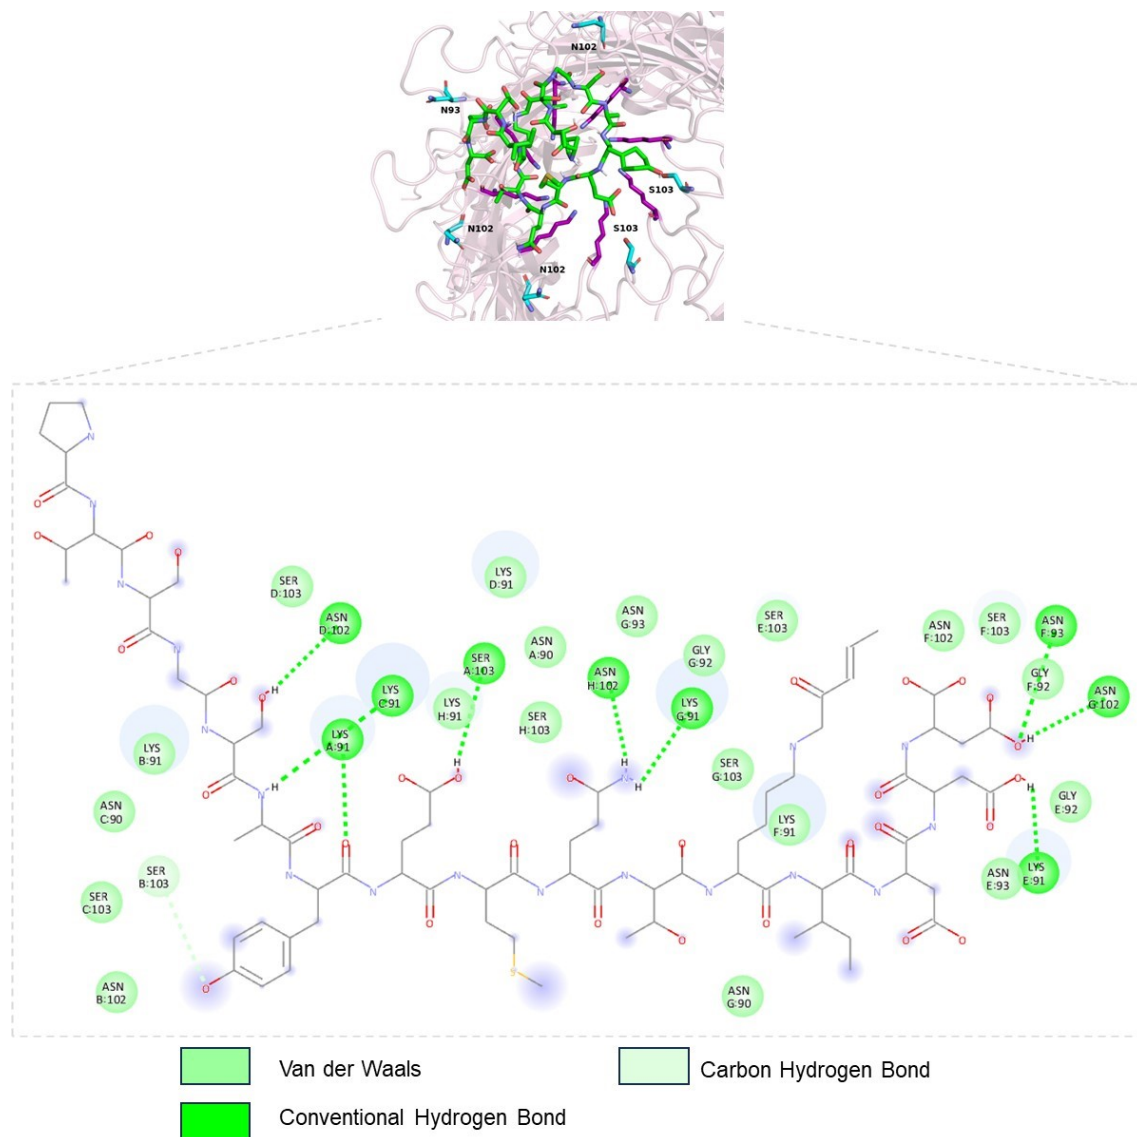 N102
N93
S103
N102
S103
N102
N
O
N
O
O
O
N
N
O
N
O
O
H
N
O
N
H
O
N
O
O
O
H
N
O
N
O
O
N
H
H
N
O
O
O
N
O
N
O
N
O
N
O
O
O
N
O
O
H
N
O
O
O
O
O
O
H
S
O
SER
D:103
ASN
D:102
LYS
D:91
LYS
C:91
SER
A:103
ASN
A:90
LYS
H:91
LYS
A:91
SER
H:103
ASN
G:93
ASN
H:102
GLY
G:92
LYS
G:91
SER
E:103
SER
G:103
LYS
F:91
ASN
F:102
SER
F:103
ASN
F:93
GLY
F:92
ASN
G:102
GLY
E:92
ASN
E:93
LYS
E:91
LYS
B:91
ASN
C:90
SER
B:103
SER
C:103
ASN
B:102
ASN
G:90
Van der Waals
Carbon Hydrogen Bond
Conventional Hydrogen Bond